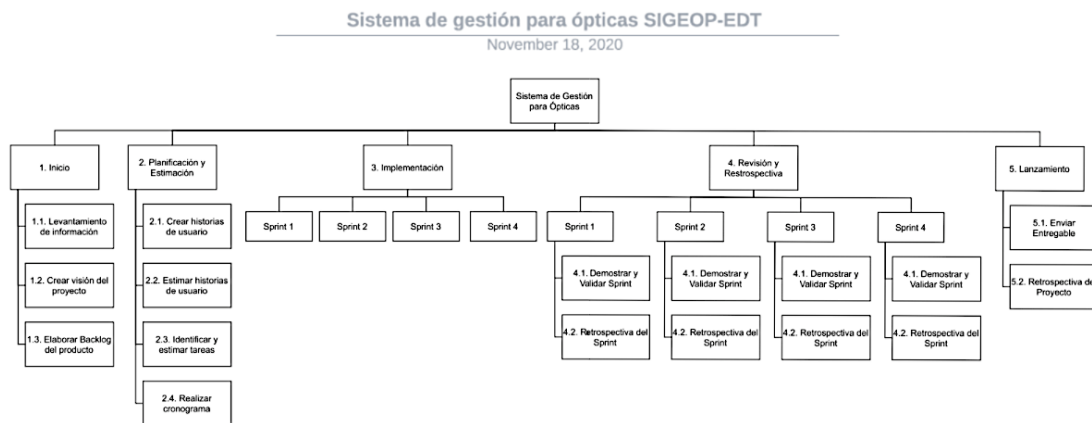 Sistema de gestión para ópticas SIGEOP-EDT
November 18, 2020
Sistema de Gestión
para Ópticas
1. Inicio
2. Planificación y
Estimación
3. Implementación
4. Revisión y
Restrospectiva
5. Lanzamiento
1.1. Levantamiento
de información
1.2. Crear visión del
proyecto
1.3. Elaborar Backlog
del producto
2.1. Crear historias
de usuario
2.2. Estimar historias
de usuario
2.3. Identificar y
estimar tareas
2.4. Realizar
cronograma
Sprint 1
Sprint 2
Sprint 3
Sprint 4
Sprint 1
4.1. Demostrar y
Validar Sprint
4.2. Retrospectiva del
Sprint
Sprint 2
4.1. Demostrar y
Validar Sprint
4.2. Retrospectiva del
Sprint
Sprint 3
4.1. Demostrar y
Validar Sprint
4.2. Retrospectiva del
Sprint
Sprint 4
4.1. Demostrar y
Validar Sprint
4.2. Retrospectiva del
Sprint
5.1. Enviar
Entregable
5.2. Retrospectiva de
Proyecto